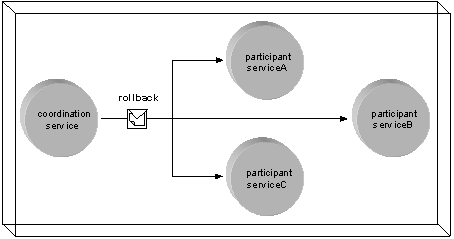 coordination
service
rollback
participant
serviceA
participant
serviceB
participant
serviceC